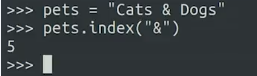 >>> pets = "Cats & Dogs"
>>> pets.index("&")
5
>>>